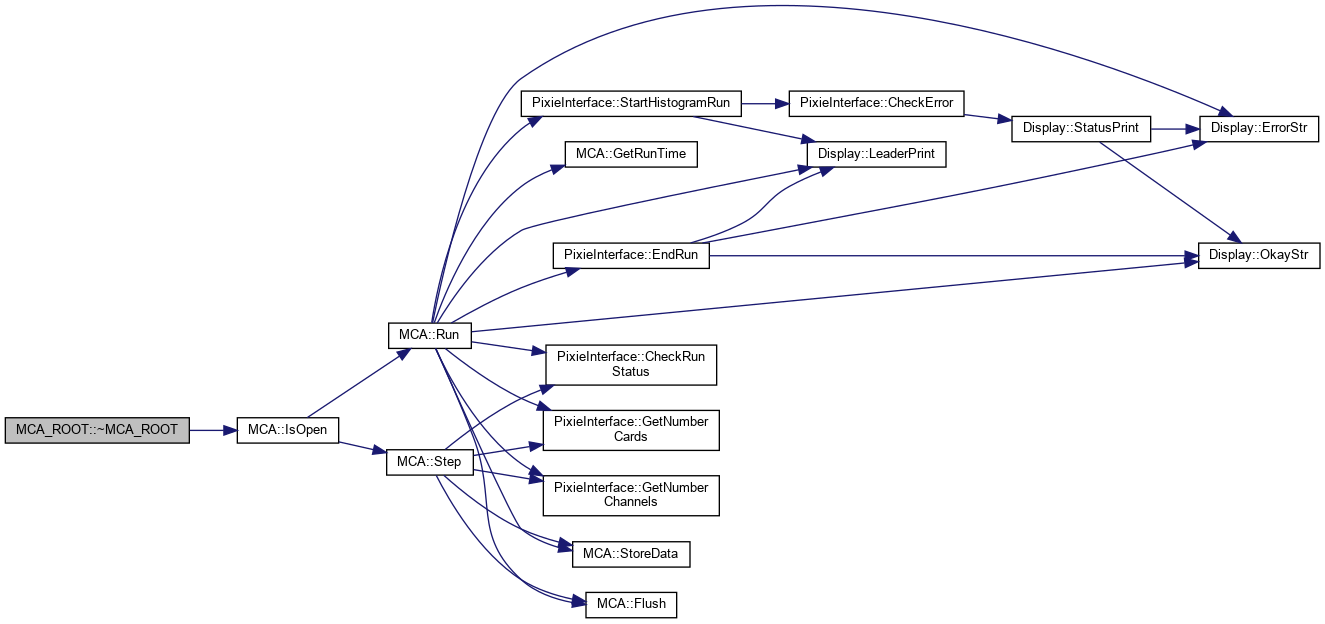 MCA_ROOT::~MCA_ROOT
MCA::IsOpen
MCA::Run
MCA::Step
PixieInterface::StartHistogramRun
MCA::GetRunTime
PixieInterface::EndRun
PixieInterface::CheckRun
Status
PixieInterface::GetNumber
Cards
PixieInterface::GetNumber
Channels
MCA::StoreData
MCA::Flush
PixieInterface::CheckError
Display::LeaderPrint
Display::StatusPrint
Display::ErrorStr
Display::OkayStr